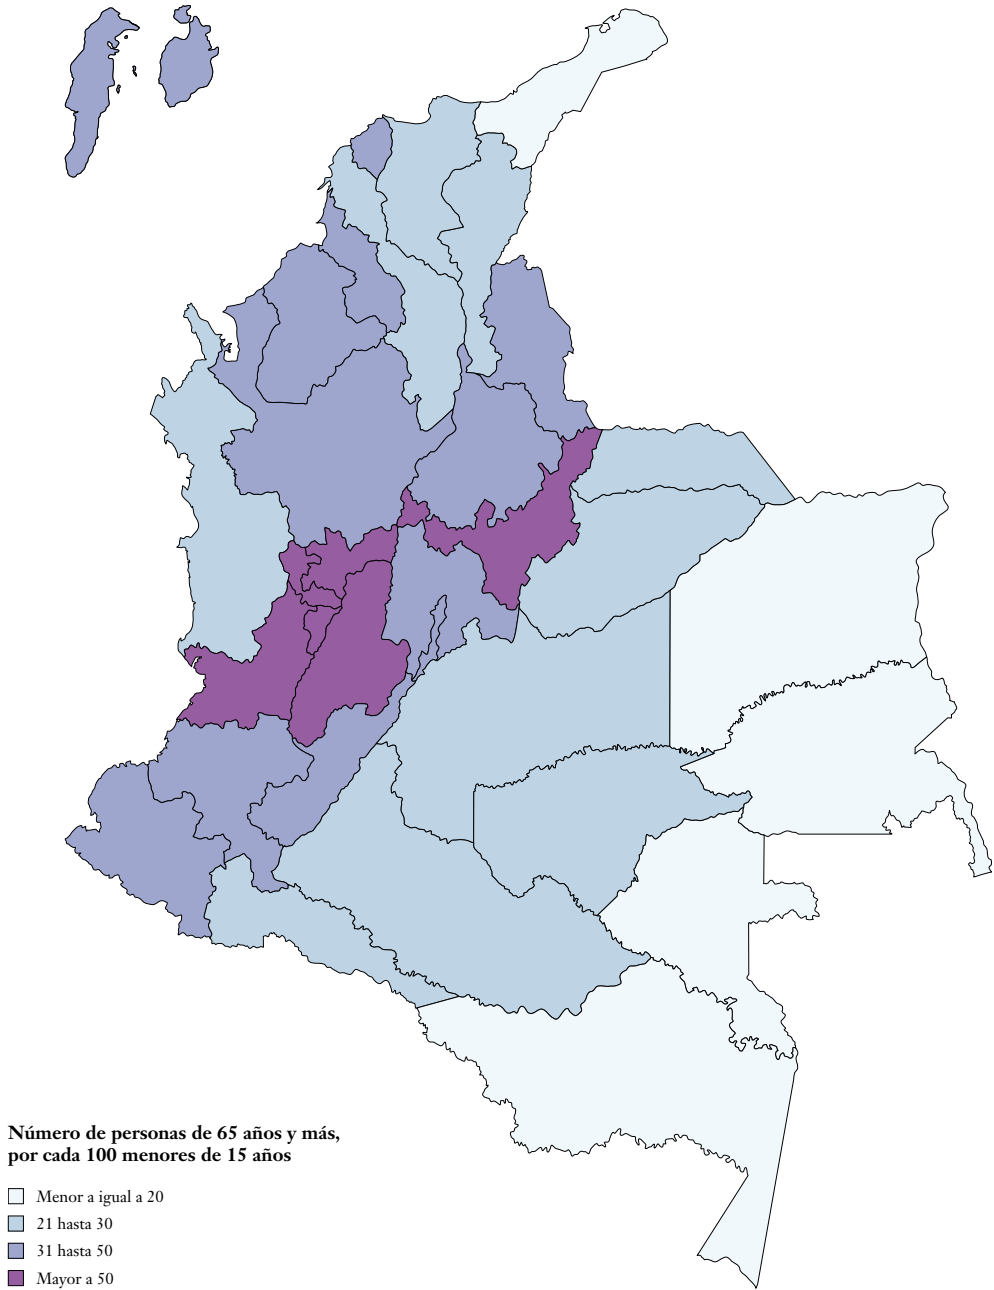 Número de personas de 65 años y más,
por cada 100 menores de 15 años
Menor a igual a 20
21 hasta 30
31 hasta 50
Mayor a 50